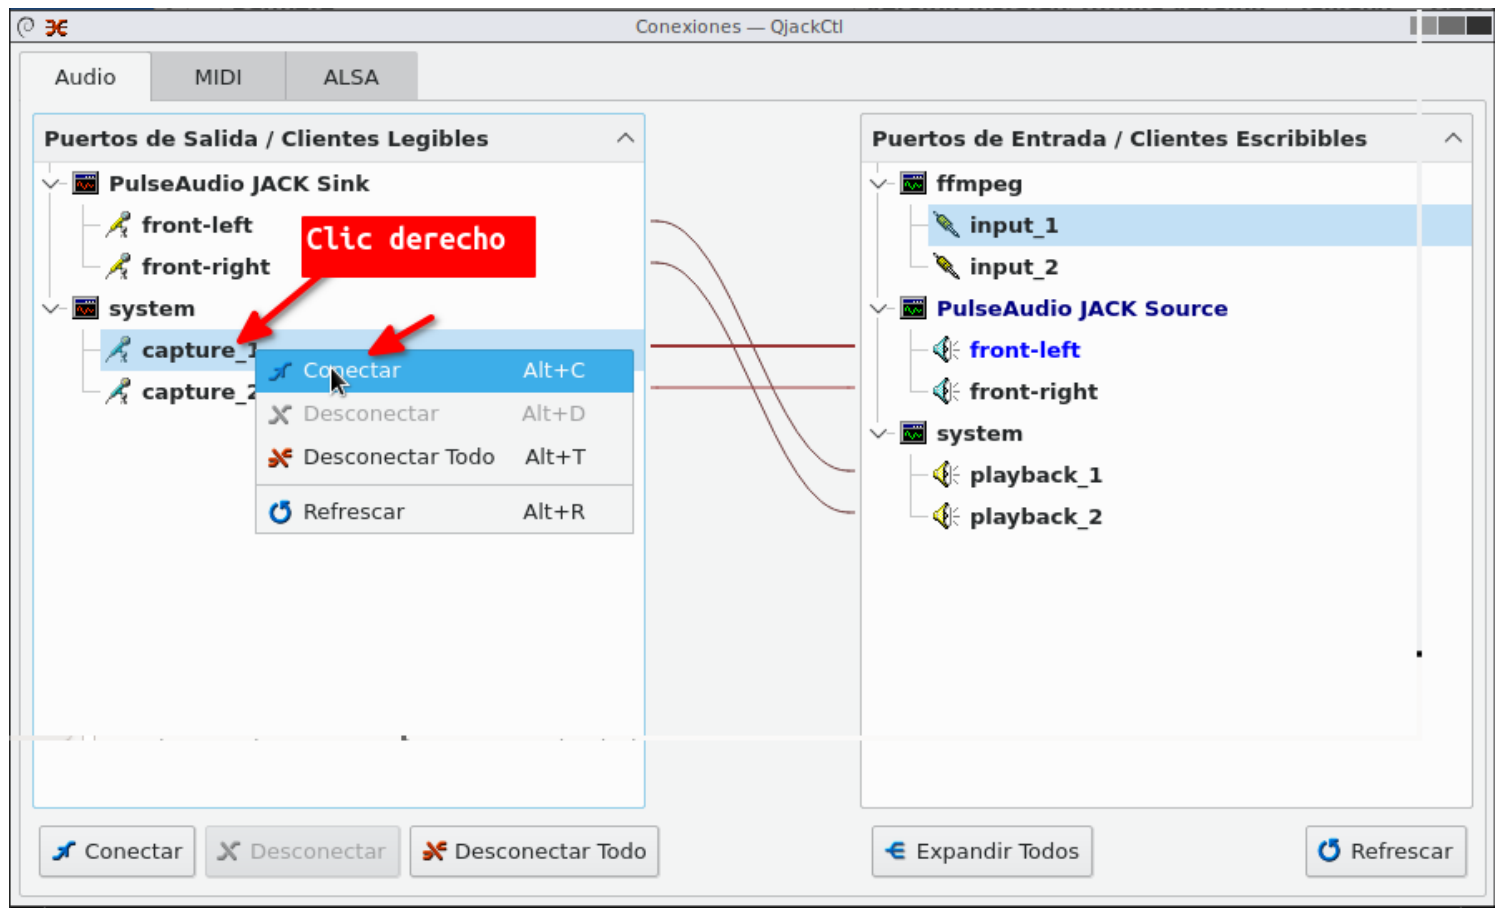 Conexiones — QjackCtl
Audio MIDI ALSA
Puertos de Salida / Clientes Legibles
PulseAudio JACK Sink
front-left
front-right
Clic derecho
system
capture_1
capture_2
Conectar Alt+C
Desconectar Alt+D
Desconectar Todo Alt+T
Refrescar Alt+R
Puertos de Entrada / Clientes Escribibles
ffmpeg
input_1
input_2
PulseAudio JACK Source
front-left
front-right
system
playback_1
playback_2
Conectar Desconectar Desconectar Todo Expandir Todos Refrescar